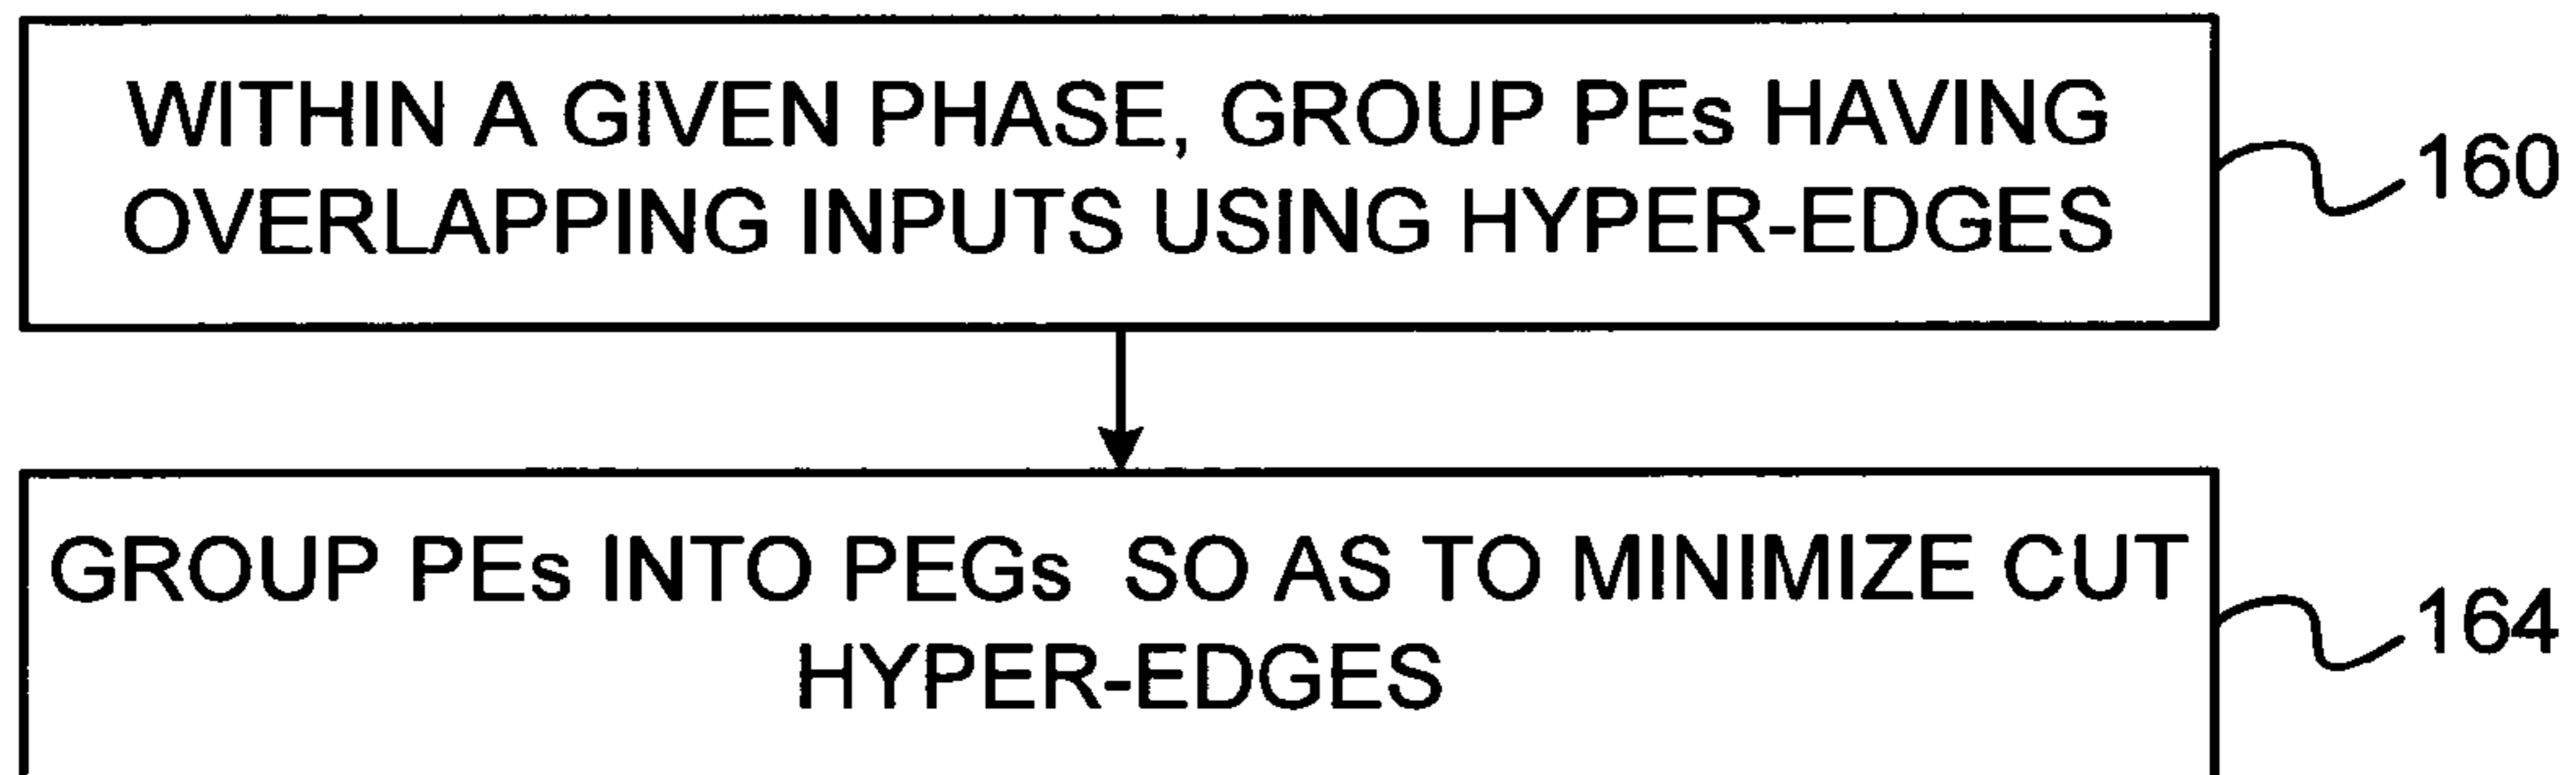 WITHIN A GIVEN PHASE, GROUP PEs HAVING
OVERLAPPING INPUTS USING HYPER-EDGES
160
GROUP PEs INTO PEGs SO AS TO MINIMIZE CUT
HYPER-EDGES
164